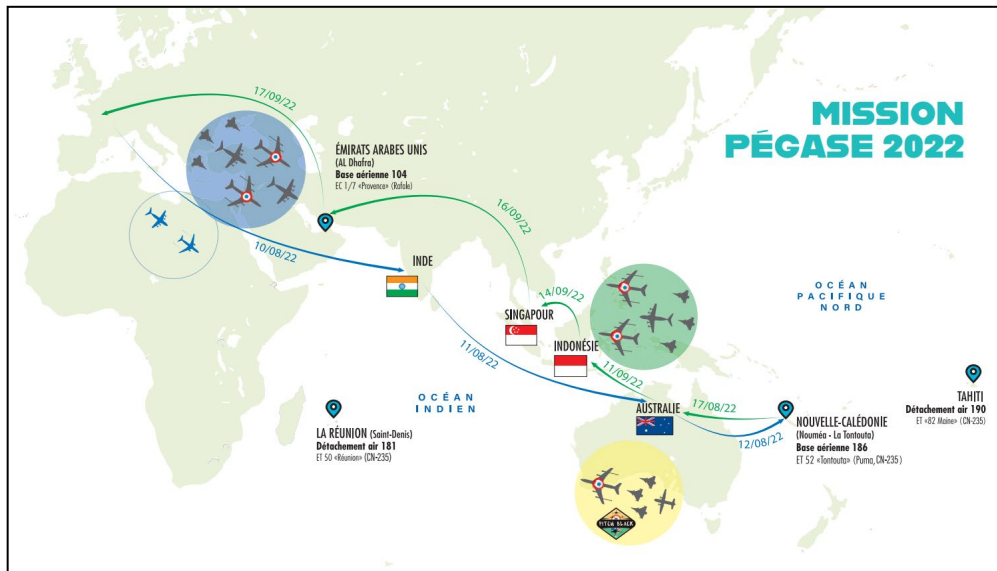 MISSION
PÉGASE 2022
17/09/22
ÉMIRATS ARABES UNIS
(AL Dhafra)
Base aérienne 104
EC 1/7 «Provence» (Rafale)
16/09/22
10/08/22
INDE
14/09/22
SINGAPOUR
INDONÉSIE
11/08/22
11/09/22
OCÉAN
PACIFIQUE
NORD
OCÉAN
INDIEN
LA RÉUNION (Saint-Denis)
Détachement air 181
ET 50 «Réunion» (CN-235)
AUSTRALIE
17/08/22
12/08/22
NOUVELLE-CALÉDONIE
(Nouméa - La Tontouta)
Base aérienne 186
ET 52 «Tontouta» (Puma, CN-235)
TAHITI
Détachement air 190
ET «82 Maine» (CN-235)
PITCH BLACK